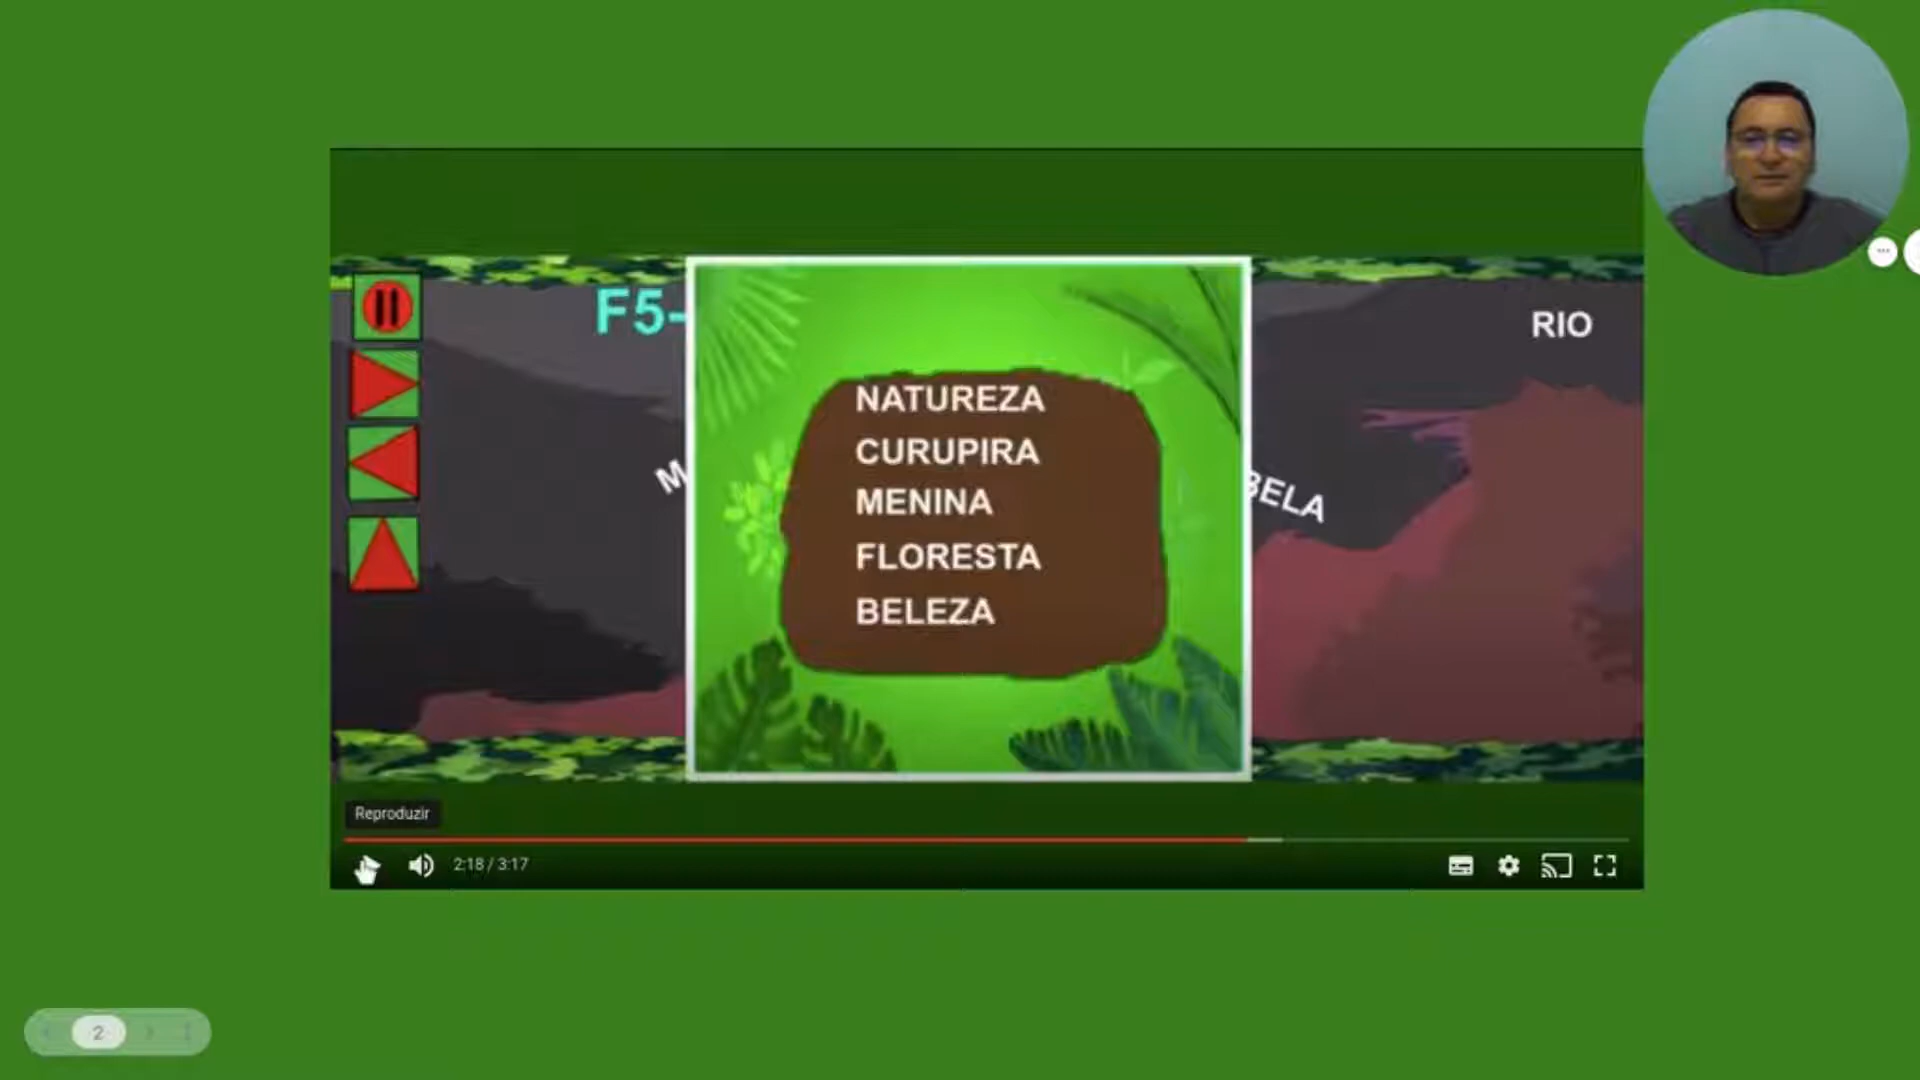 F5-
RIO
NATUREZA
CURUPIRA
MENINA
FLORESTA
BELEZA
BELA
Reproduzir
2:18 / 3:17
2